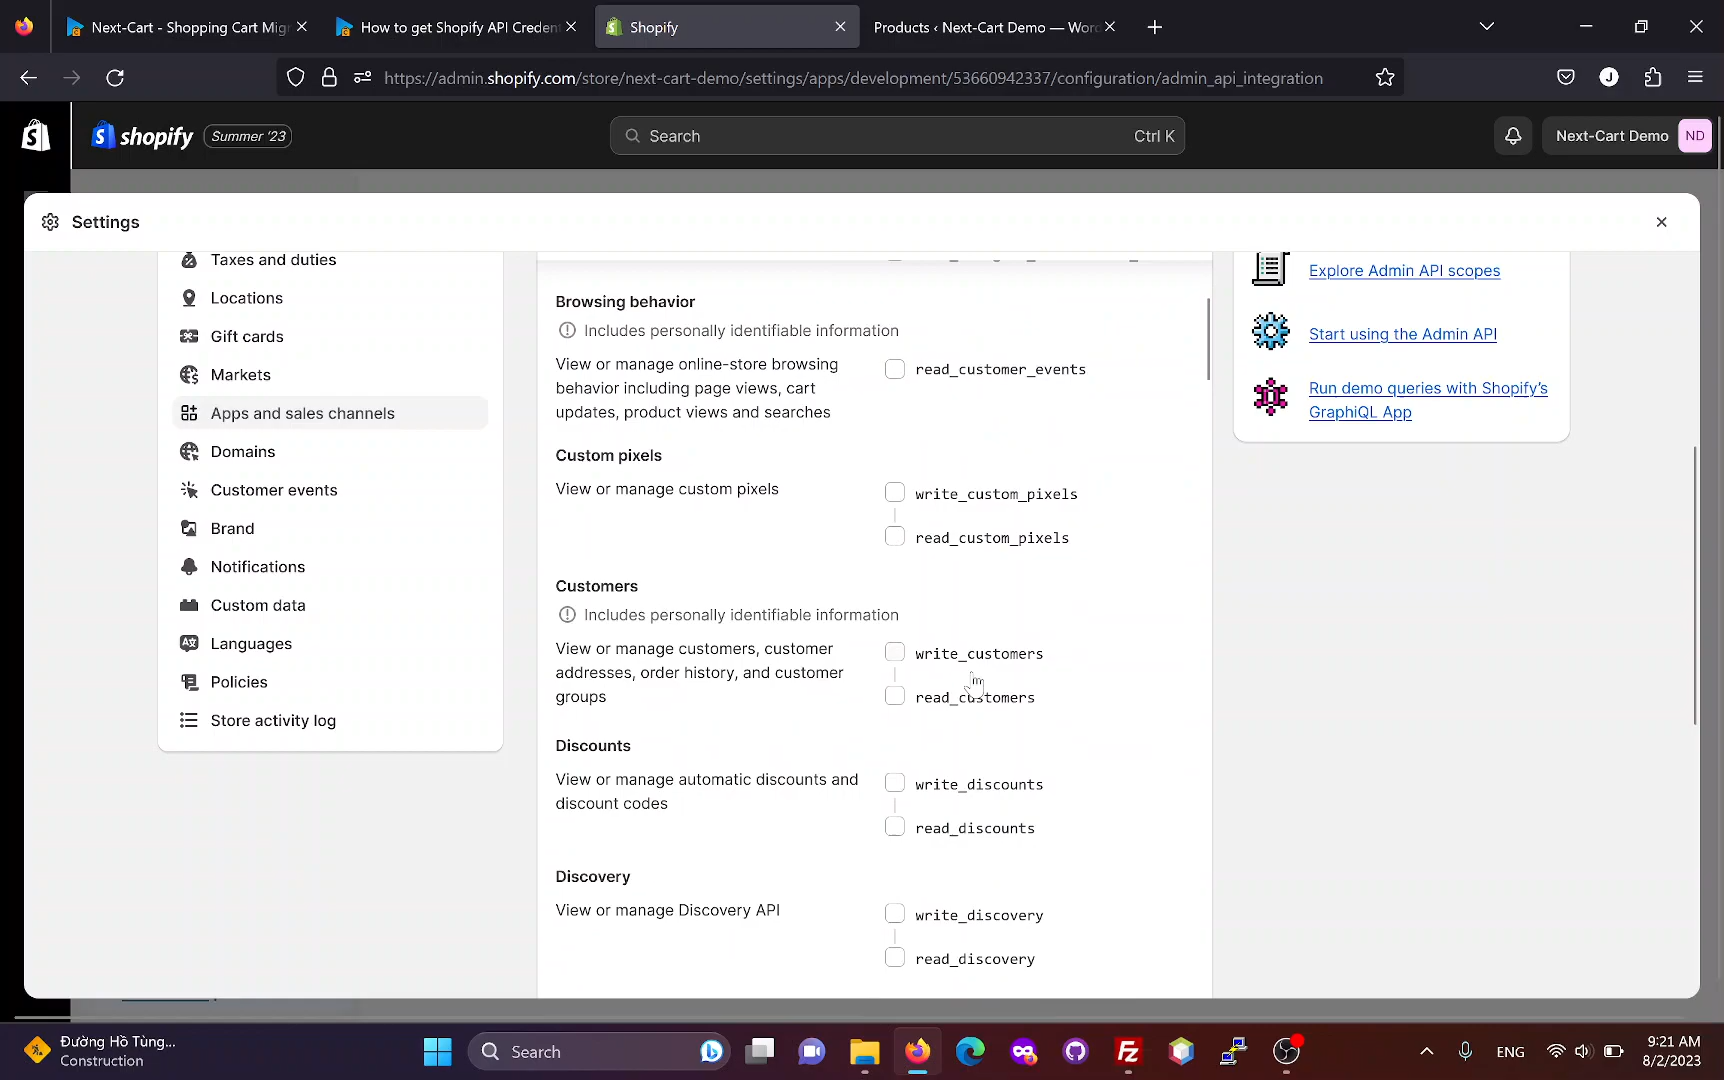 Next-Cart - Shopping Cart Migr
How to get Shopify API Creden
Shopify
Products ‹ Next-Cart Demo — Wor
https://admin.shopify.com/store/next-cart-demo/settings/apps/development/53660942337/configuration/admin_api_integration
J
shopify
Summer '23
Search
Ctrl K
Next-Cart Demo
ND
Settings
Taxes and duties
Locations
Gift cards
Markets
Apps and sales channels
Domains
Customer events
Brand
Notifications
Custom data
Languages
Policies
Store activity log
Browsing behavior
Includes personally identifiable information
View or manage online-store browsing
behavior including page views, cart
updates, product views and searches
read_customer_events
Custom pixels
View or manage custom pixels
write_custom_pixels
read_custom_pixels
Customers
Includes personally identifiable information
View or manage customers, customer
addresses, order history, and customer
groups
write_customers
read_customers
Discounts
View or manage automatic discounts and
discount codes
write_discounts
read_discounts
Discovery
View or manage Discovery API
write_discovery
read_discovery
Explore Admin API scopes
Start using the Admin API
Run demo queries with Shopify's
GraphiQL App
Đường Hồ Tùng...
Construction
Search
ENG
9:21 AM
8/2/2023